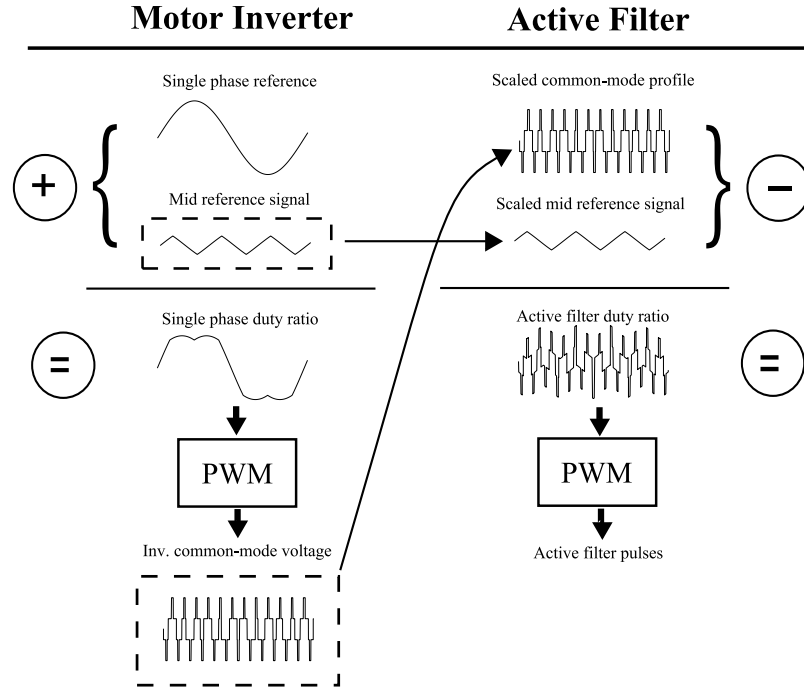 Motor Inverter
Active Filter
Single phase reference
Scaled common-mode profile
+
−
Mid reference signal
Scaled mid reference signal
Single phase duty ratio
Active filter duty ratio
=
=
PWM
PWM
Inv. common-mode voltage
Active filter pulses